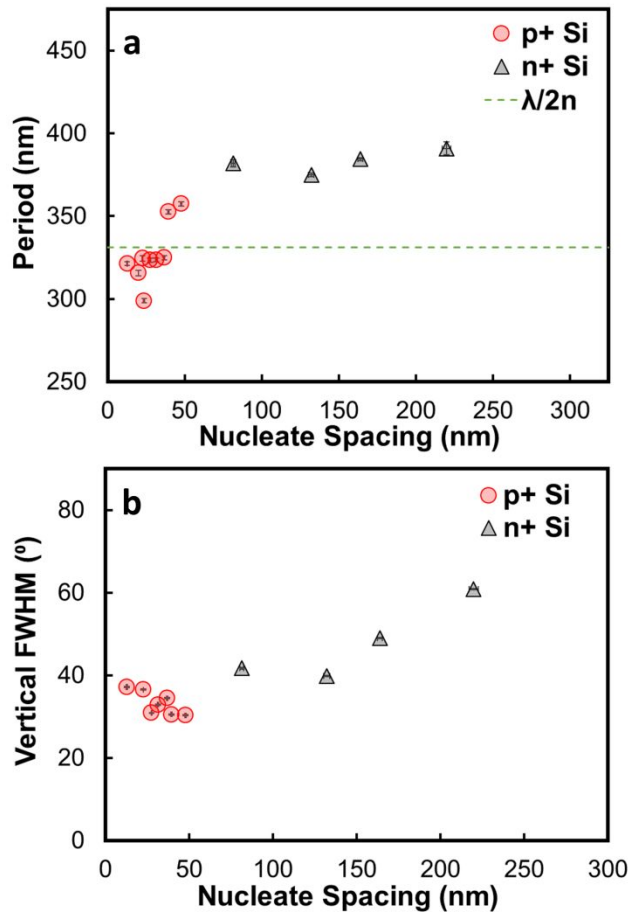 a
p+ Si
n+ Si
λ/2n
450
400
350
300
250
Period (nm)
0 50 100 150 200 250 300
Nucleate Spacing (nm)
b
p+ Si
n+ Si
80
60
40
20
0
Vertical FWHM (º)
0 50 100 150 200 250 300
Nucleate Spacing (nm)